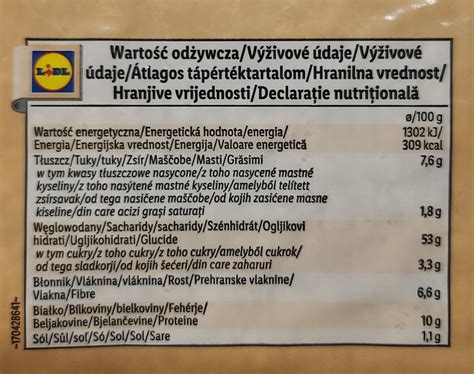 LIDL
Wartość odżywcza/Výživové údaje/Výživové
údaje/Átlagos tápértéktartalom/Hranilna vrednost/
Hranjive vrijednosti/Declarație nutrițională
ø/100 g
Wartość energetyczna/Energetická hodnota/energia/ 1302 kJ/
Energia/Energijska vrednost/Energija/Valoare energetică 309 kcal
Tłuszcz/Tuky/tuky/Zsír/Maščobe/Masti/Grăsimi 7,6 g
w tym kwasy tłuszczowe nasycone/z toho nasycené mastné
kyseliny/z toho nasýtené mastné kyseliny/amelyből telített
zsírsavak/od tega nasičene maščobe/od kojih zasićene masne
kiseline/din care acizi grași saturați 1,8 g
Węglowodany/Sacharidy/sacharidy/Szénhidrát/Ogljikovi
hidrati/Ugljikohidrati/Glucide 53 g
w tym cukry/z toho cukry/z toho cukry/amelyből cukrok/
od tega sladkorji/od kojih šećeri/din care zaharuri 3,3 g
Błonnik/Vláknina/vláknina/Rost/Prehranske vlaknine/
Vlakna/Fibre 6,6 g
Białko/Bílkoviny/bielkoviny/Fehérje/
Beljakovine/Bjelančevine/Proteine 10 g
Sól/Sůl/soľ/Só/Sol/Sol/Sare 1,1 g
~170428641~